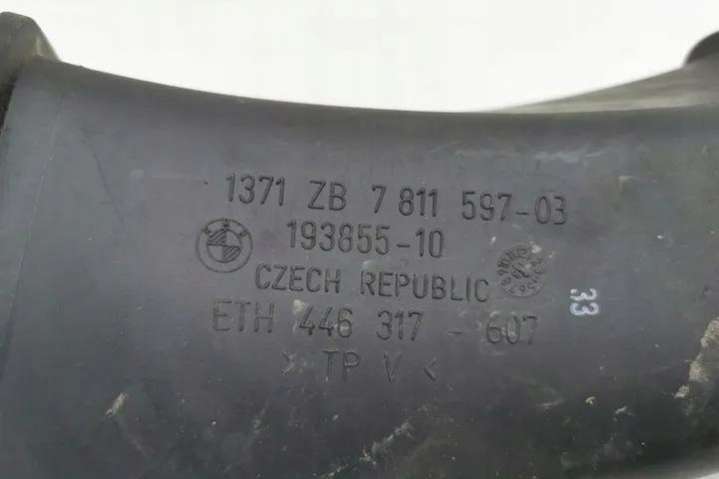 1371 ZB 7 811 597-03
193855-10
CZECH REPUBLIC
33
ETH 446 317 - 607
> TP V <